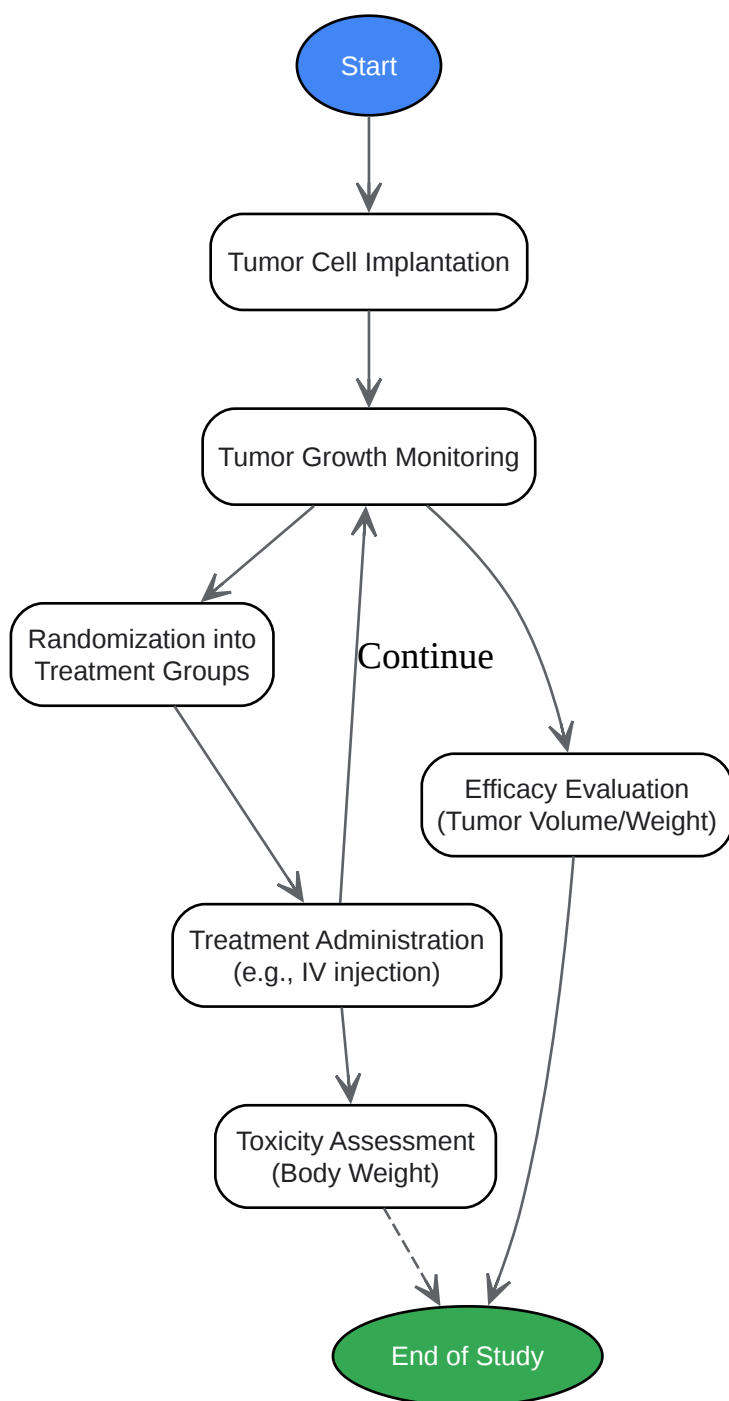 Start
Tumor Cell Implantation
Tumor Growth Monitoring
Randomization into
Treatment Groups
Continue
Efficacy Evaluation
(Tumor Volume/Weight)
Treatment Administration
(e.g., IV injection)
Toxicity Assessment
(Body Weight)
End of Study